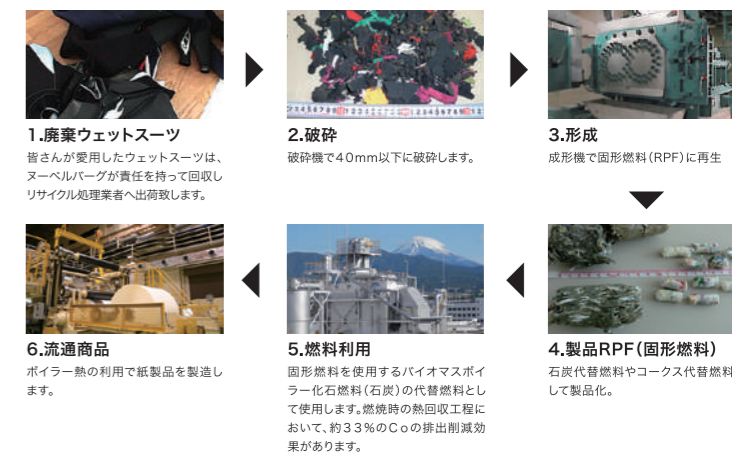 1.廃棄ウェットスーツ
皆さんが愛用したウェットスーツは、
ヌーベルバーグが責任を持って回収し
リサイクル処理業者へ出荷致します。
2.破砕
破砕機で40mm以下に破砕します。
3.形成
成形機で固形燃料(RPF)に再生
4.製品RPF(固形燃料)
石炭代替燃料やコークス代替燃料
して製品化。
5.燃料利用
固形燃料を使用するバイオマスボイ
ラー化石燃料(石炭)の代替燃料とし
て使用します。燃焼時の熱回収工程に
おいて、約33%のCoの排出削減効
果があります。
6.流通商品
ボイラー熱の利用で紙製品を製造し
ます。